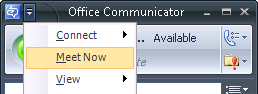 Office Communicator
Connect
.. Available
Meet Now
View